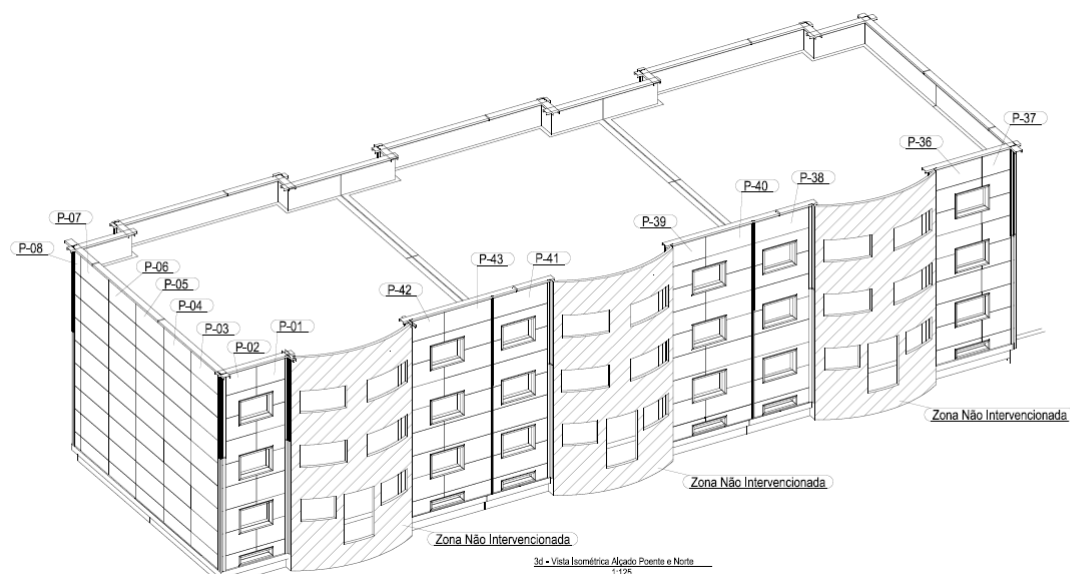 P-37
P-36
P-38
P-40
P-39
P-07
P-08
P-41
P-43
P-06
P-42
P-05
P-04
P-01
P-03
P-02
Zona Não Intervencionada
Zona Não Intervencionada
Zona Não Intervencionada
3d - Vista Isométrica Alçado Poente e Norte
1:125